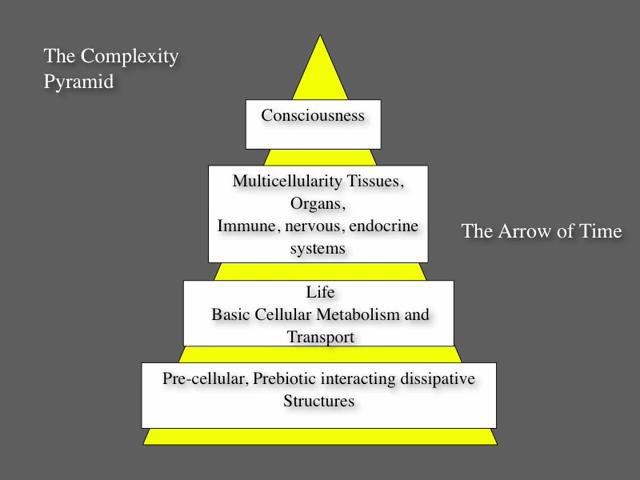 The Complexity
Pyramid
Consciousness
Multicellularity Tissues,
Organs,
Immune, nervous, endocrine
systems
The Arrow of Time
Life
Basic Cellular Metabolism and
Transport
Pre-cellular, Prebiotic interacting dissipative
Structures